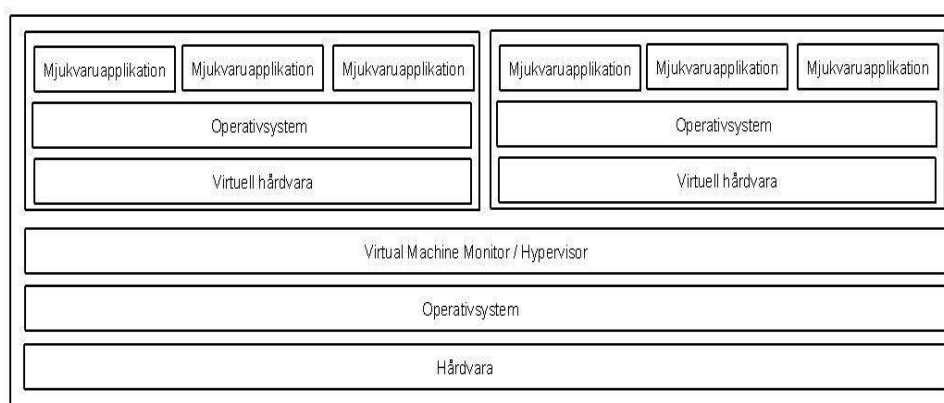 Mjukvaruapplikation Mjukvaruapplikation Mjukvaruapplikation
Operativsystem
Virtuell hårdvara
Mjukvaruapplikation Mjukvaruapplikation Mjukvaruapplikation
Operativsystem
Virtuell hårdvara
Virtual Machine Monitor / Hypervisor
Operativsystem
Hårdvara